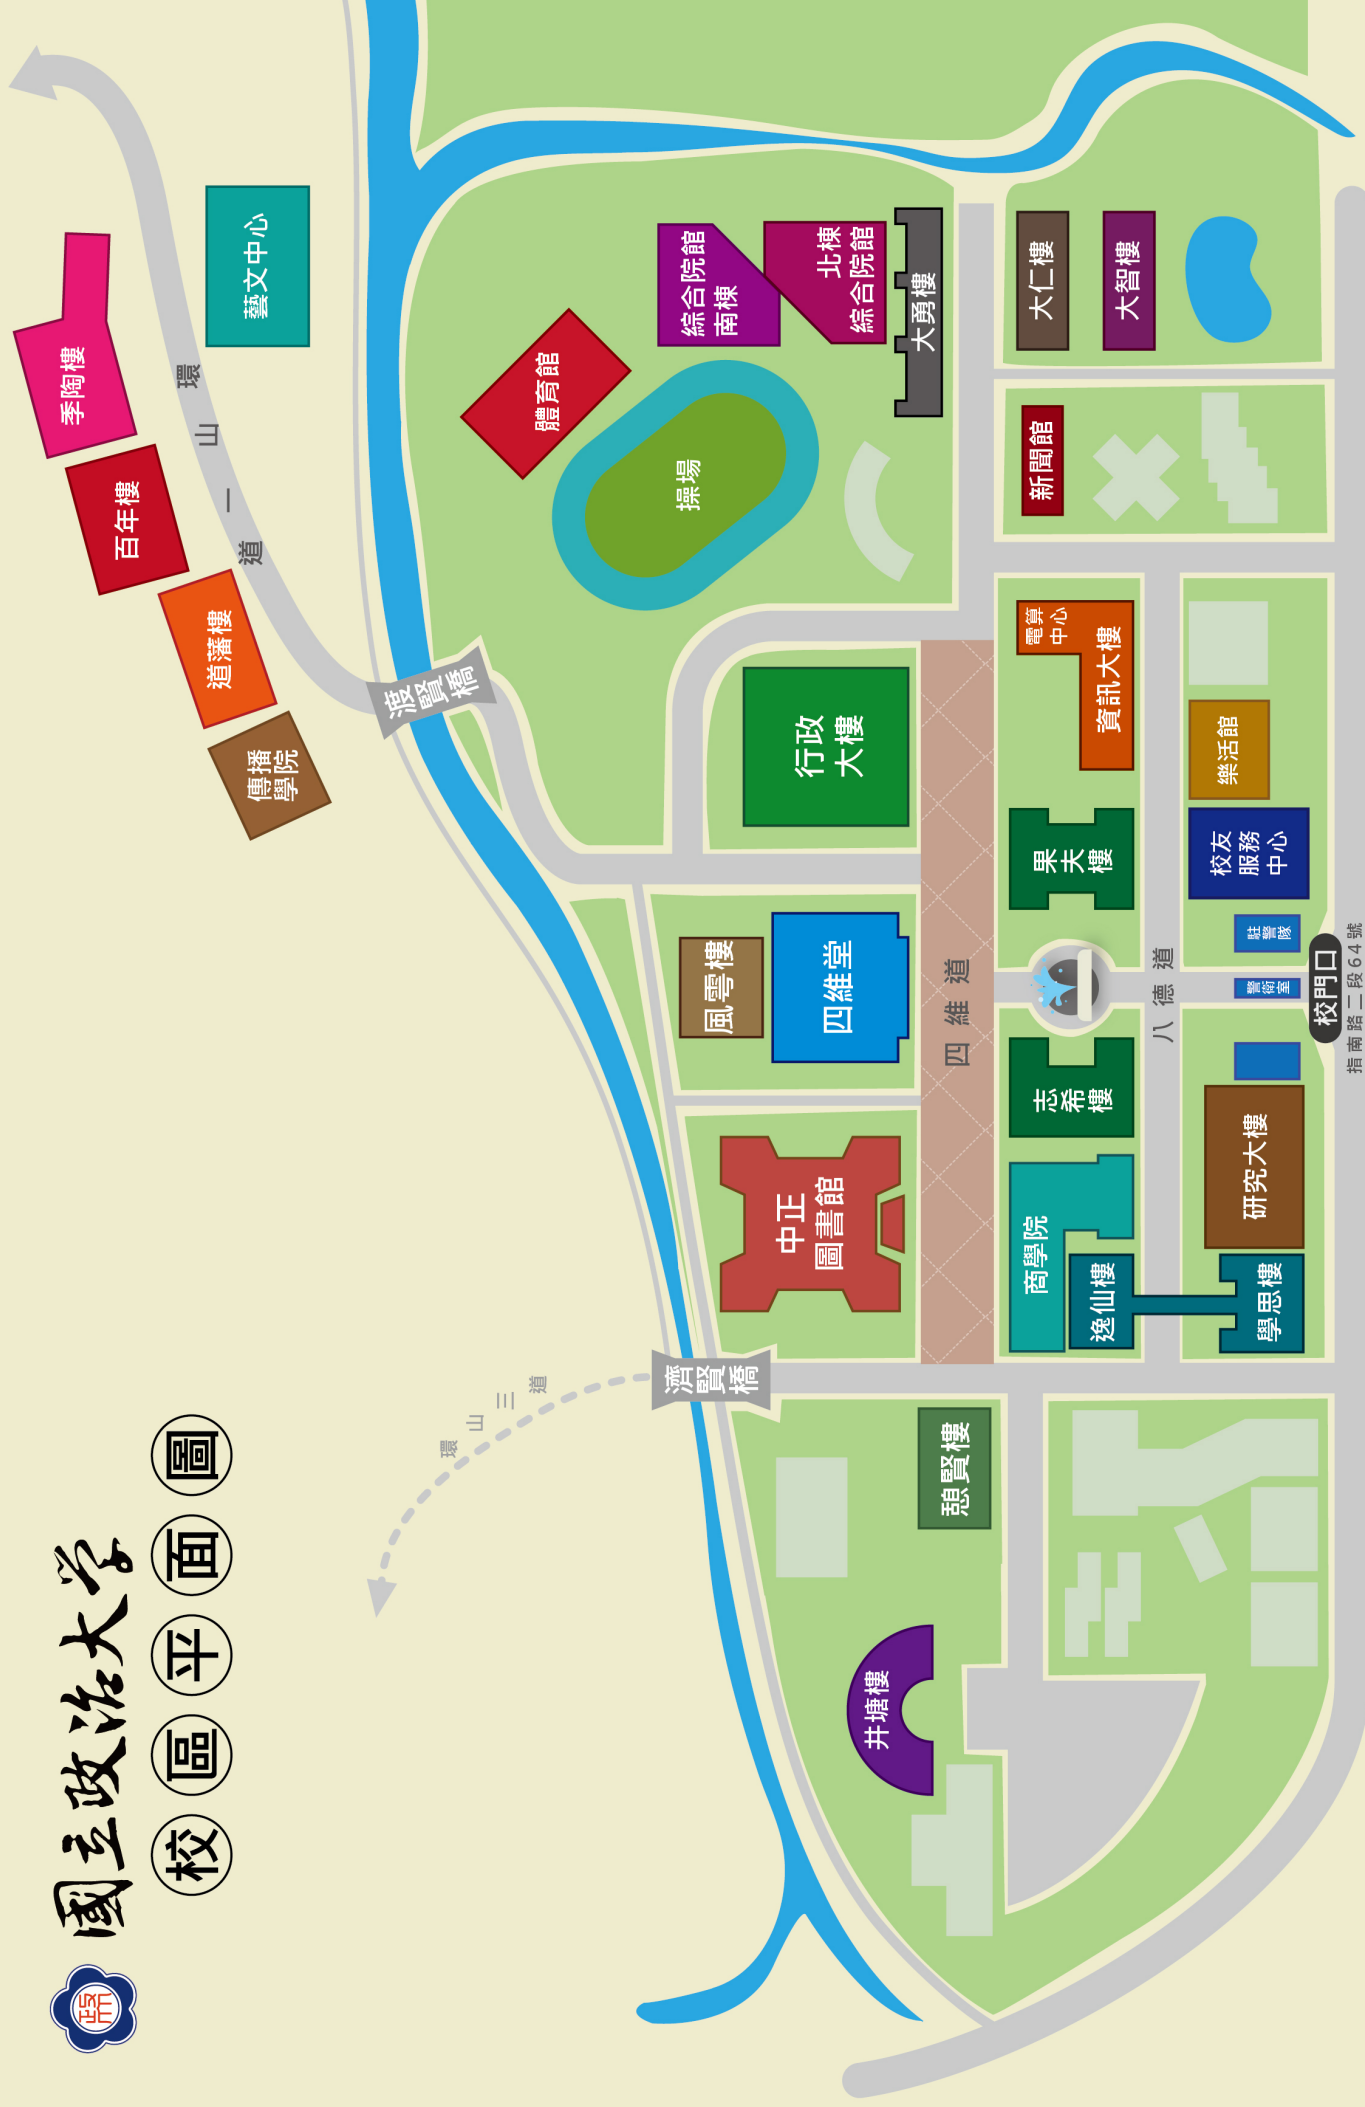 國立政治大學
校區平面圖
政大
環山一道
藝文中心
季陶樓
百年樓
道藩樓
傳播
學院
渡賢橋
體育館
操場
綜合院館
南棟
北棟
綜合院館
大勇樓
大仁樓
大智樓
新聞館
行政
大樓
電算
中心
資訊大樓
樂活館
果夫樓
校友
服務
中心
風雩樓
四維堂
四維道
八德道
駐警隊
警衛室
校門口
指南路二段64號
中正
圖書館
志希樓
商學院
逸仙樓
研究大樓
學思樓
濟賢橋
環山三道
憩賢樓
井塘樓